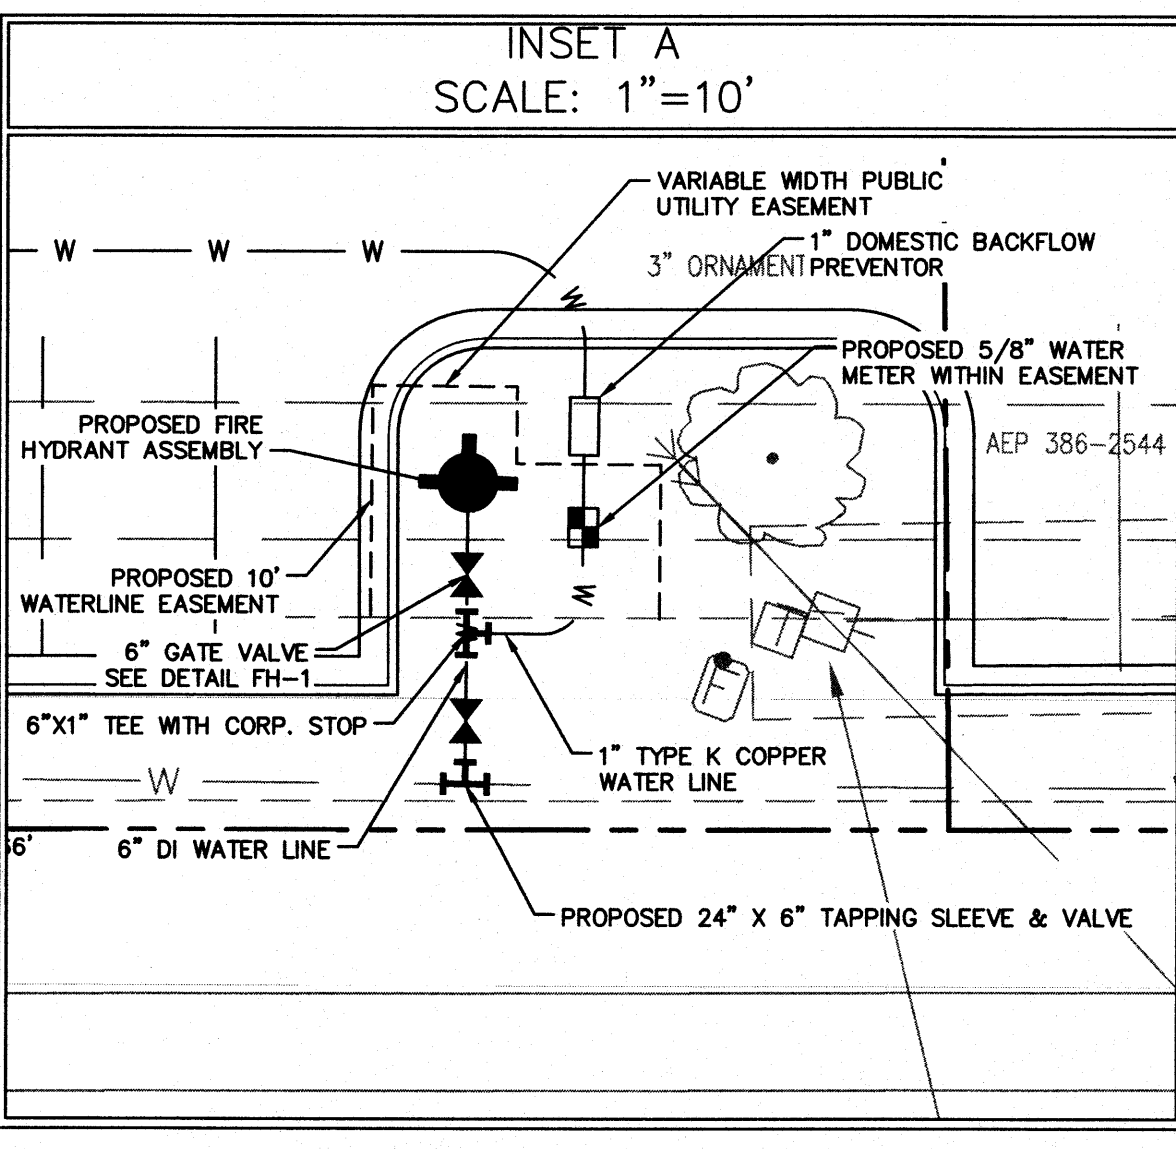 INSET A
SCALE: 1"=10'
VARIABLE WIDTH PUBLIC
UTILITY EASEMENT
W W W
1" DOMESTIC BACKFLOW
PREVENTOR
3" ORNAMENT
W
PROPOSED 5/8" WATER
METER WITHIN EASEMENT
PROPOSED FIRE
HYDRANT ASSEMBLY
AEP 386-2544
PROPOSED 10'
WATERLINE EASEMENT
W
6" GATE VALVE
SEE DETAIL FH-1
T
T
6"X1" TEE WITH CORP. STOP
1" TYPE K COPPER
WATER LINE
W
6'
6" DI WATER LINE
PROPOSED 24" X 6" TAPPING SLEEVE & VALVE